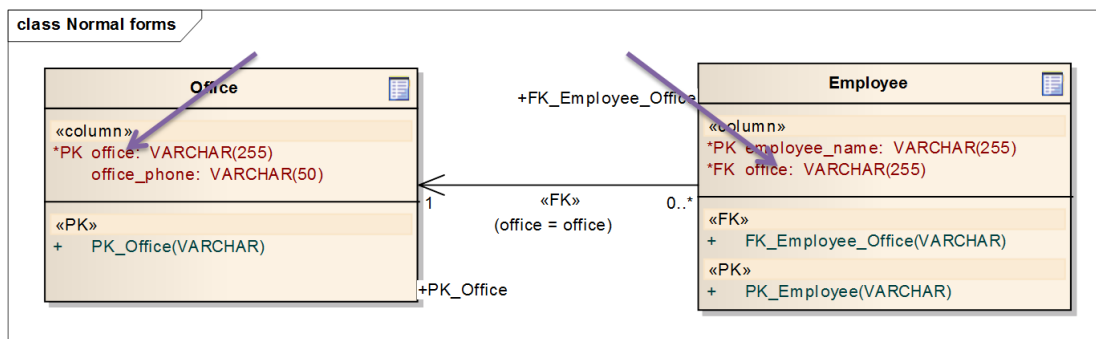 class Normal forms
Office
«column»
*PK office: VARCHAR(255)
office_phone: VARCHAR(50)
«PK»
+ PK_Office(VARCHAR)
+FK_Employee_Office
1
«FK»
0..*
(office = office)
+PK_Office
Employee
«column»
*PK employee_name: VARCHAR(255)
*FK office: VARCHAR(255)
«FK»
+ FK_Employee_Office(VARCHAR)
«PK»
+ PK_Employee(VARCHAR)